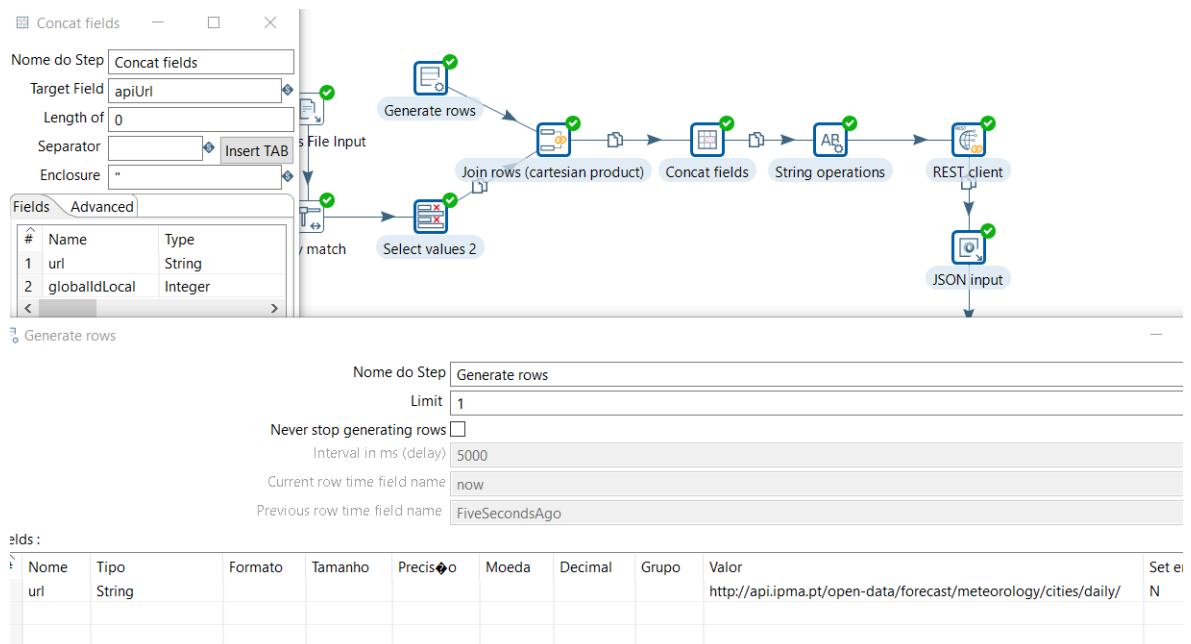 Concat fields
Nome do Step Concat fields
Target Field apiUrl
Length of 0
Separator Insert TAB
Enclosure "
Fields Advanced
# Name Type
1 url String
2 globalIdLocal Integer
File Input
match
Generate rows
Select values 2
Join rows (cartesian product)
Concat fields
String operations
AB
REST
REST client
JSON input
Generate rows
Nome do Step Generate rows
Limit 1
Never stop generating rows
Interval in ms (delay) 5000
Current row time field name now
Previous row time field name FiveSecondsAgo
elds :
# Nome Tipo Formato Tamanho Precis�o Moeda Decimal Grupo Valor Set e
url String http://api.ipma.pt/open-data/forecast/meteorology/cities/daily/ N